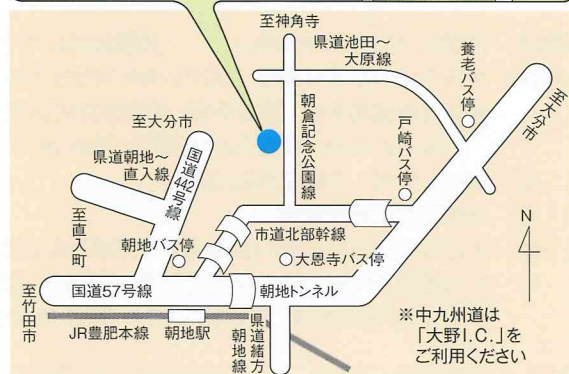 至神角寺
県道池田〜
大原線
養老バス停
至大分市
至大分市
朝倉記念公園線
戸崎バス停
県道朝地〜
直入線
国道442号線
至直入町
朝地バス停
市道北部幹線
大恩寺バス停
N
至竹田市
国道57号線
朝地トンネル
JR豊肥本線
朝地駅
県道緒方
朝地線
※中九州道は
「大野I.C.」を
ご利用ください